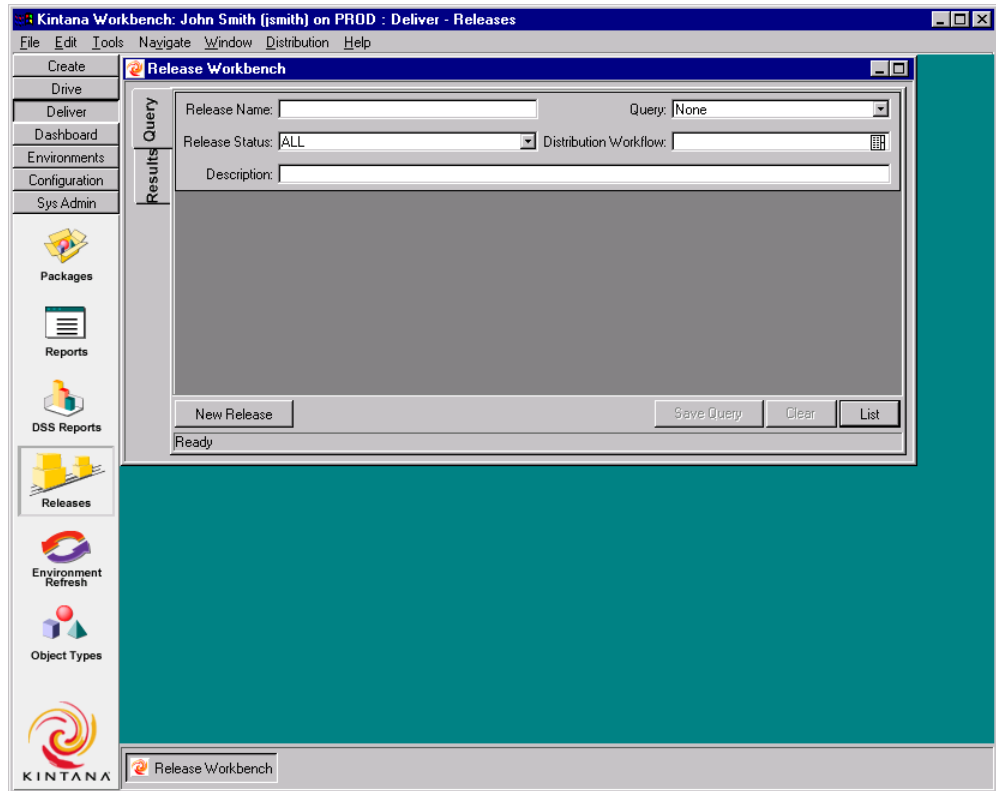 Kintana Workbench: John Smith (jsmith) on PROD : Deliver - Releases
File Edit Tools Navigate Window Distribution Help
Create
Drive
Deliver
Dashboard
Environments
Configuration
Sys Admin
Packages
Reports
DSS Reports
Releases
Environment
Refresh
Object Types
KINTANA
Release Workbench
Query
Results
Release Name: Query: None
Release Status: ALL Distribution Workflow:
Description:
New Release Save Query Clear List
Ready
Release Workbench